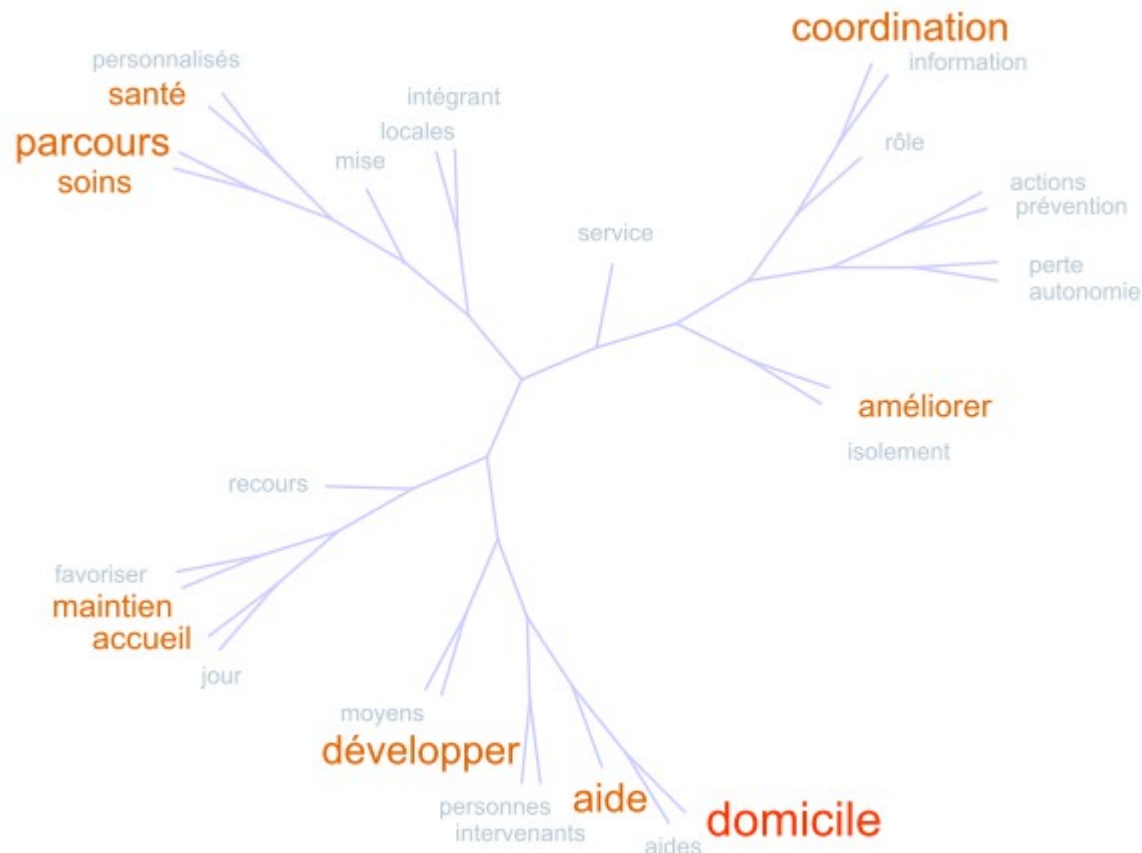 coordination
personnalisés
information
santé
intégrant
locales
parcours
rôle
mise
soins
actions
prévention
service
perte
autonomie
améliorer
isolement
recours
favoriser
maintien
accueil
jour
moyens
développer
personnes
aide
domicile
intervenants
aides